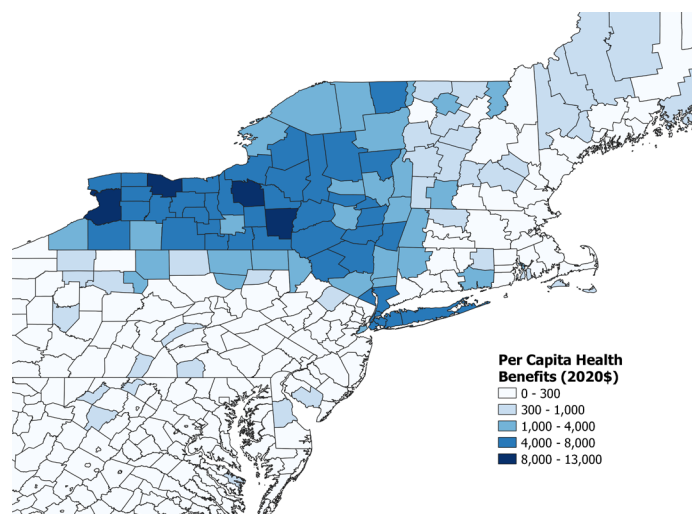 Per Capita Health
Benefits (2020$)
0 - 300
300 - 1,000
1,000 - 4,000
4,000 - 8,000
8,000 - 13,000